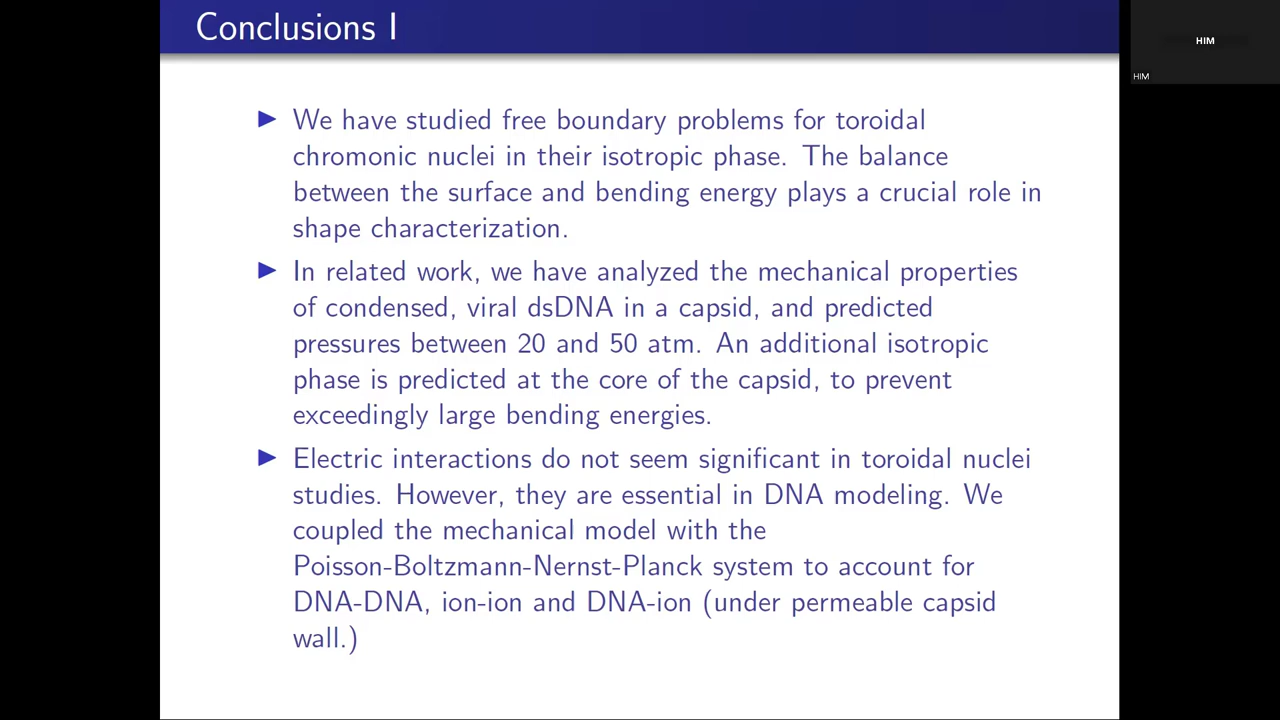 Conclusions I
HIM
HIM
▶ We have studied free boundary problems for toroidal
chromonic nuclei in their isotropic phase. The balance
between the surface and bending energy plays a crucial role in
shape characterization.
▶ In related work, we have analyzed the mechanical properties
of condensed, viral dsDNA in a capsid, and predicted
pressures between 20 and 50 atm. An additional isotropic
phase is predicted at the core of the capsid, to prevent
exceedingly large bending energies.
▶ Electric interactions do not seem significant in toroidal nuclei
studies. However, they are essential in DNA modeling. We
coupled the mechanical model with the
Poisson-Boltzmann-Nernst-Planck system to account for
DNA-DNA, ion-ion and DNA-ion (under permeable capsid
wall.)